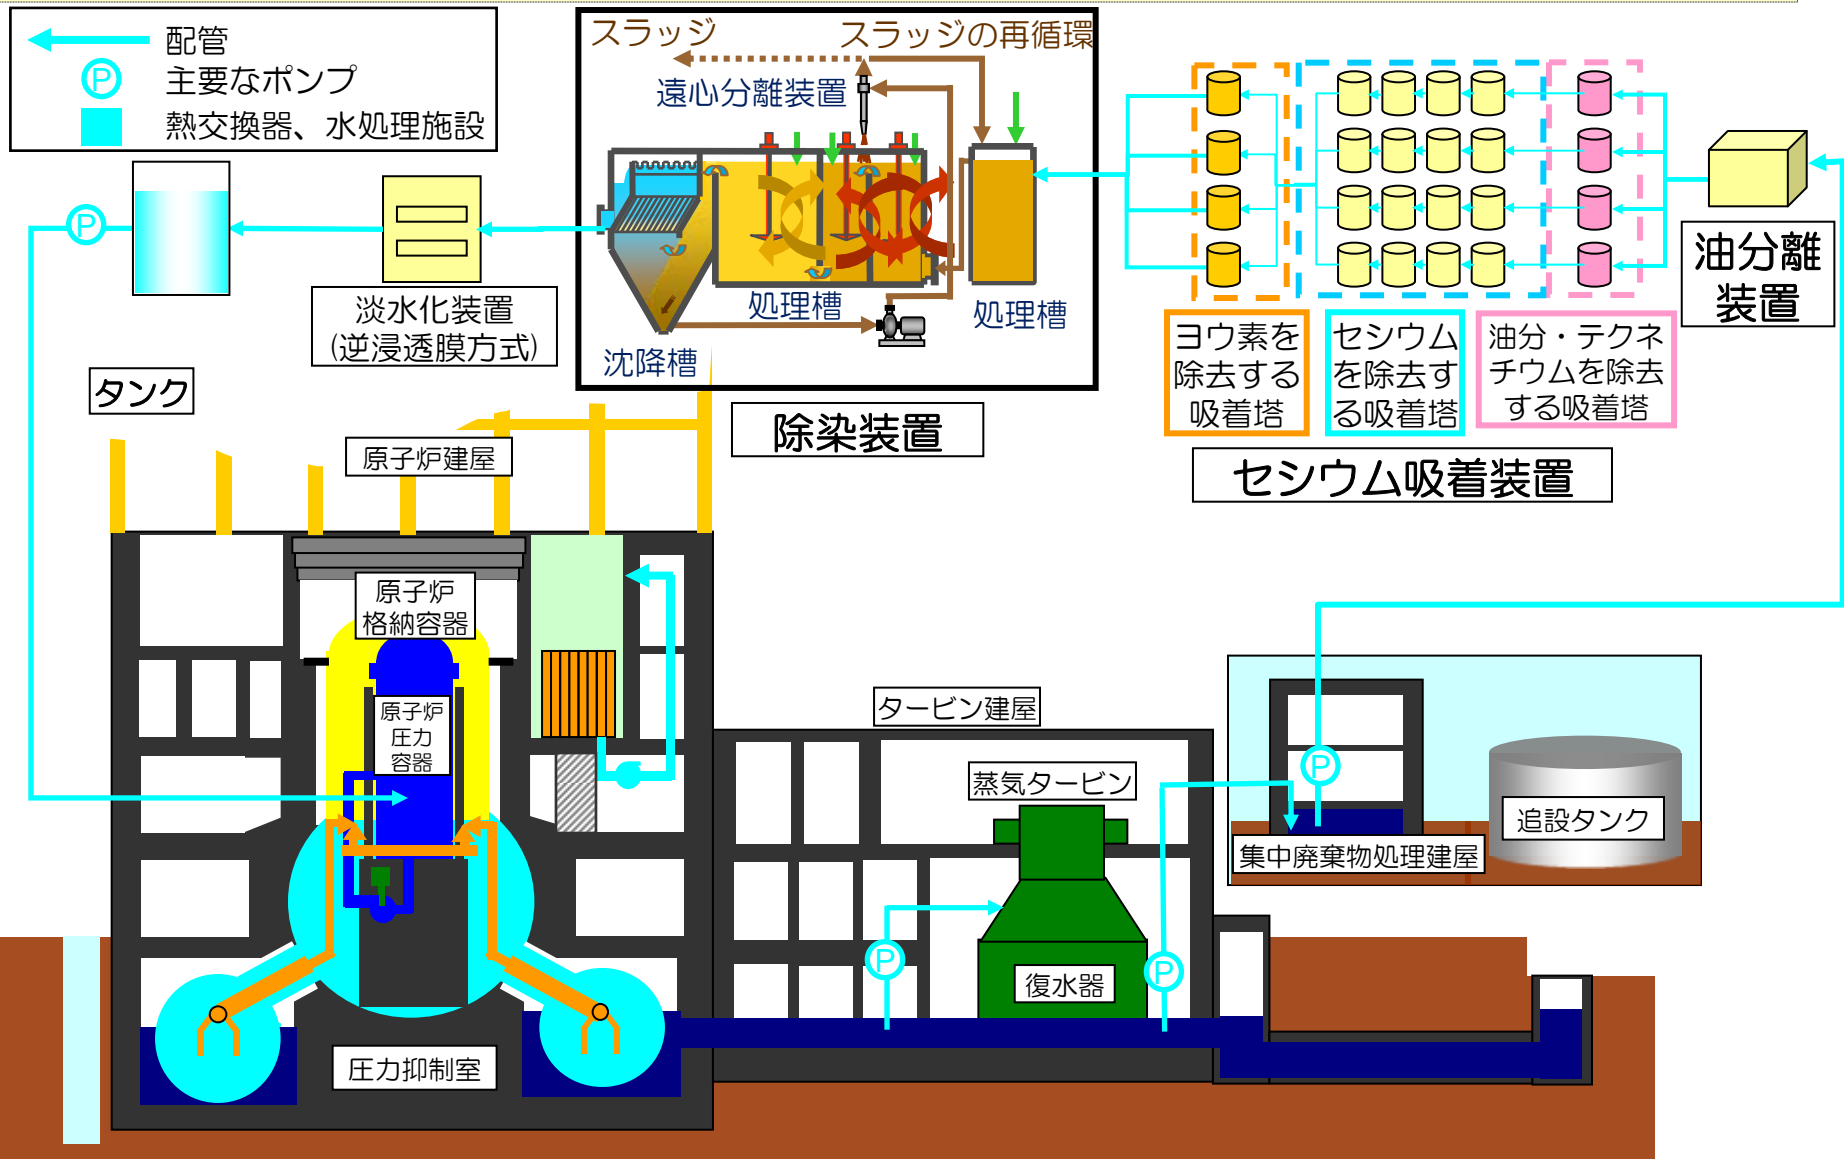 配管
P
主要なポンプ
熱交換器、水処理施設
スラッジ
スラッジの再循環
遠心分離装置
処理槽
処理槽
沈降槽
除染装置
淡水化装置
(逆浸透膜方式)
P
タンク
ヨウ素を
除去する
吸着塔
セシウム
を除去す
る吸着塔
油分・テクネ
チウムを除去
する吸着塔
セシウム吸着装置
油分離
装置
原子炉建屋
原子炉
格納容器
原子炉
圧力
容器
圧力抑制室
タービン建屋
蒸気タービン
復水器
P
P
P
集中廃棄物処理建屋
追設タンク